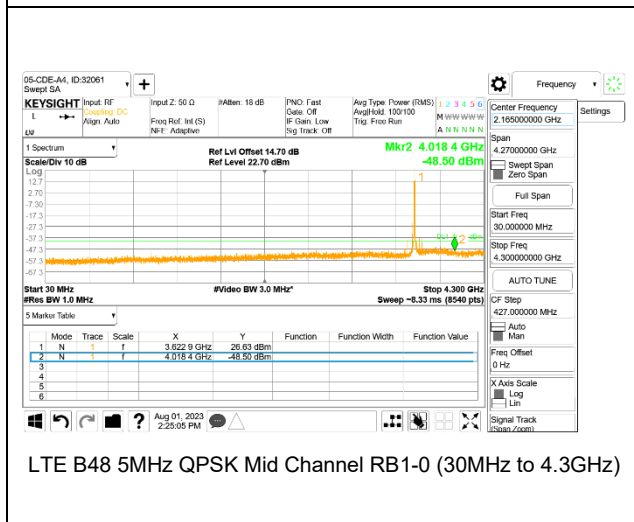 05-CDE-A4, ID:32061
Swept SA
+
Frequency
KEYSIGHT
Input: RF
Coupling: DC
Align: Auto
Input Z: 50 Ω
Freq Ref: Int (S)
NFE: Adaptive
#Atten: 18 dB
PNO: Fast
Gate: Off
IF Gain: Low
Sig Track: Off
Avg Type: Power (RMS)
Avg|Hold: 100/100
Trig: Free Run
1 2 3 4 5 6
M W W W W W
A N N N N N
L
Center Frequency
2.165000000 GHz
Settings
Span
4.27000000 GHz
Swept Span
Zero Span
Full Span
Start Freq
30.000000 MHz
Stop Freq
4.300000000 GHz
AUTO TUNE
CF Step
427.000000 MHz
Auto
Man
Freq Offset
0 Hz
X Axis Scale
Log
Lin
Signal Track
(Span Zoom)
1 Spectrum
Scale/Div 10 dB
Ref Lvl Offset 14.70 dB
Ref Level 22.70 dBm
Mkr2 4.018 4 GHz
-48.50 dBm
Log
12.7
2.70
-7.30
-17.3
-27.3
-37.3
-47.3
-57.3
-67.3
1
2
Start 30 MHz
#Res BW 1.0 MHz
#Video BW 3.0 MHz*
Stop 4.300 GHz
Sweep ~8.33 ms (8540 pts)
5 Marker Table
Mode Trace Scale X Y Function Function Width Function Value
1 N 1 f 3.622 9 GHz 26.63 dBm
2 N 1 f 4.018 4 GHz -48.50 dBm
3
4
5
6
?
Aug 01, 2023
2:25:05 PM
LTE B48 5MHz QPSK Mid Channel RB1-0 (30MHz to 4.3GHz)